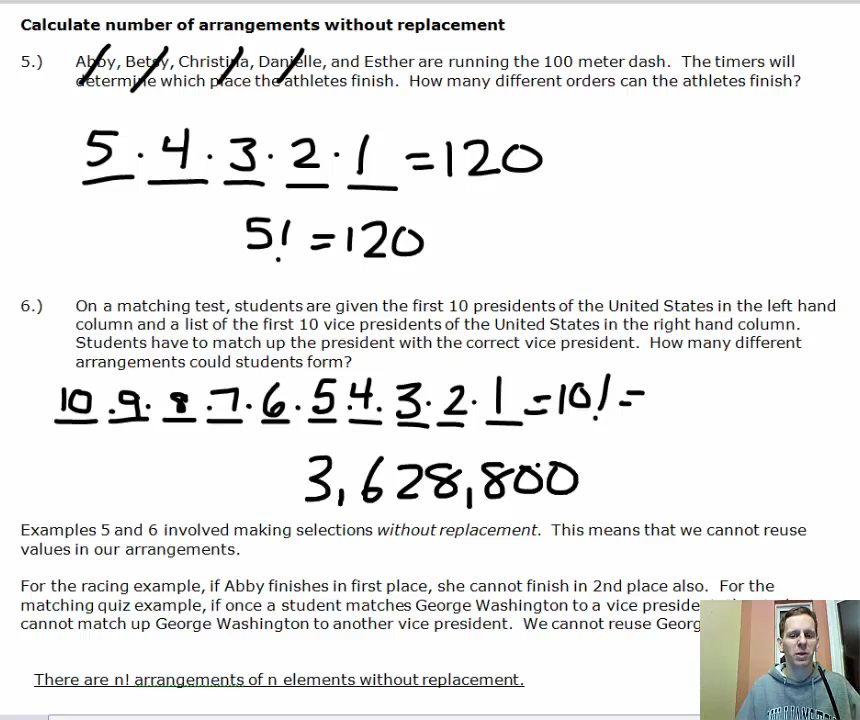 Calculate number of arrangements without replacement
5.) Abby, Betsy, Christina, Danielle, and Esther are running the 100 meter dash. The timers will
determine which place the athletes finish. How many different orders can the athletes finish?
5 · 4 · 3 · 2 · 1 = 120
5! = 120
6.) On a matching test, students are given the first 10 presidents of the United States in the left hand
column and a list of the first 10 vice presidents of the United States in the right hand column.
Students have to match up the president with the correct vice president. How many different
arrangements could students form?
10 · 9 · 8 · 7 · 6 · 5 · 4 · 3 · 2 · 1 = 10! =
3,628,800
Examples 5 and 6 involved making selections without replacement. This means that we cannot reuse
values in our arrangements.
For the racing example, if Abby finishes in first place, she cannot finish in 2nd place also. For the
matching quiz example, if once a student matches George Washington to a vice
cannot match up George Washington to another vice president. We cannot reuse
There are n! arrangements of n elements without replacement.